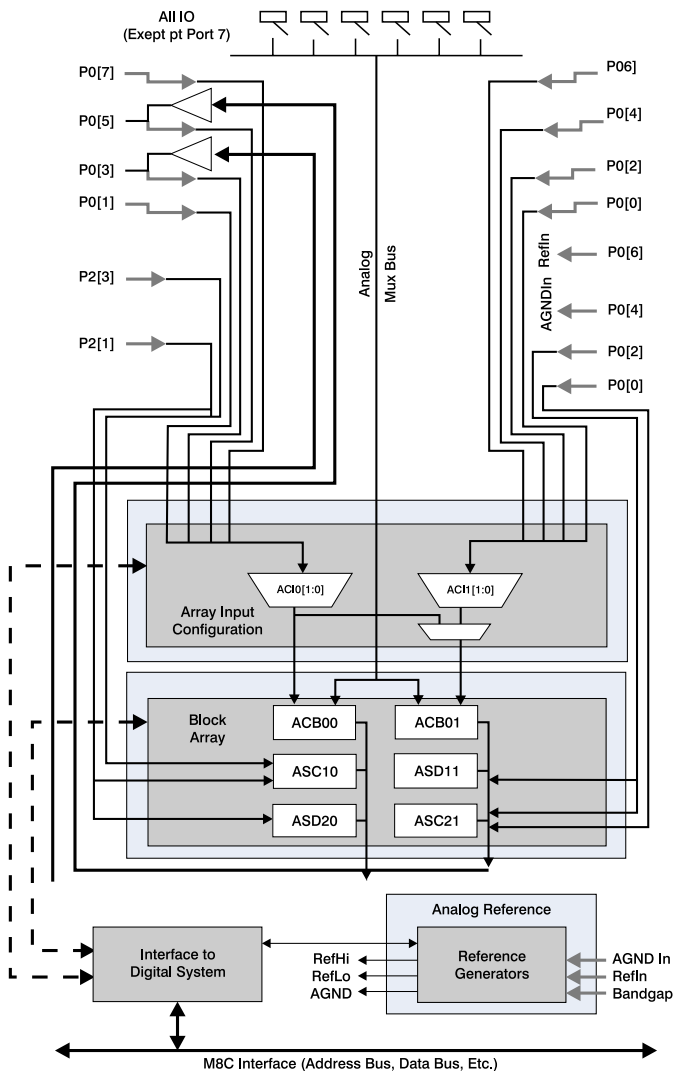 All IO
(Exept pt Port 7)
P0[7]
P0[5]
P0[3]
P0[1]
P2[3]
P2[1]
P06]
P0[4]
P0[2]
P0[0]
Analog
Mux Bus
AGNDIn RefIn
P0[6]
P0[4]
P0[2]
P0[0]
ACI0[1:0]
ACI1[1:0]
Array Input
Configuration
Block
Array
ACB00
ACB01
ASC10
ASD11
ASD20
ASC21
Analog Reference
Interface to
Digital System
RefHi
RefLo
AGND
Reference
Generators
AGND In
RefIn
Bandgap
M8C Interface (Address Bus, Data Bus, Etc.)